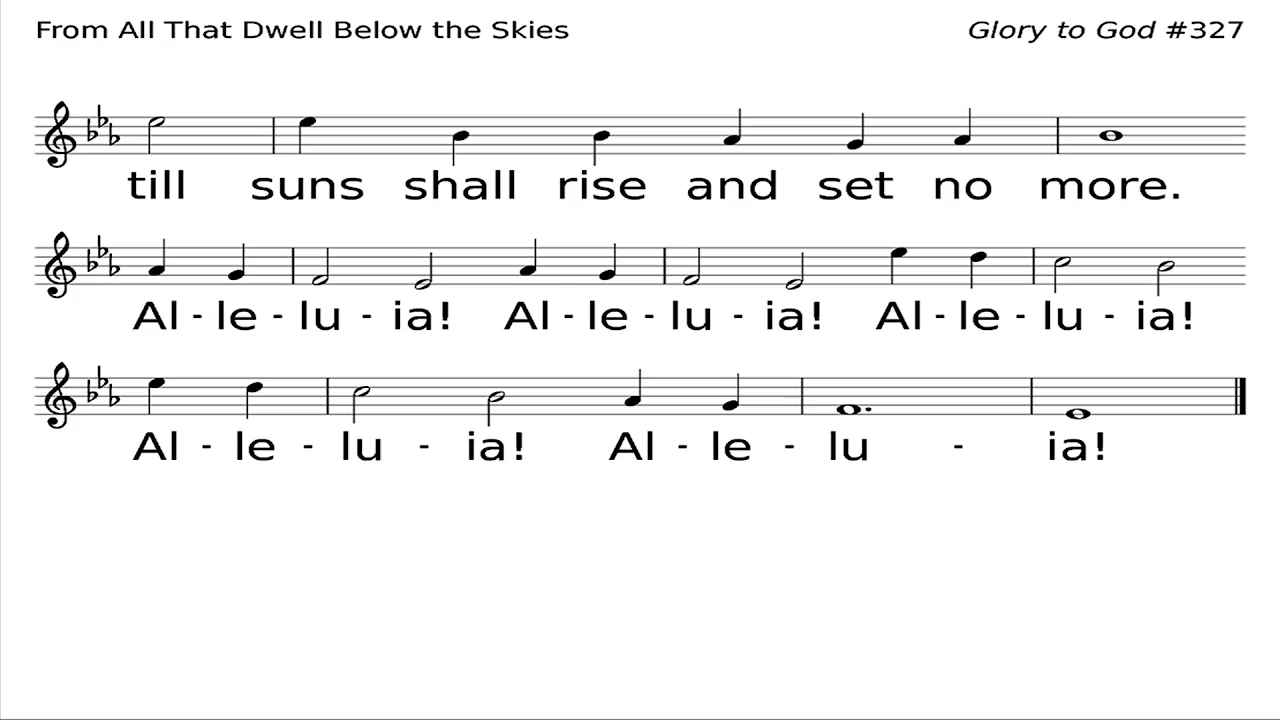 From All That Dwell Below the Skies Glory to God #327
till suns shall rise and set no more.
Al - le - lu - ia! Al - le - lu - ia! Al - le - lu - ia!
Al - le - lu - ia! Al - le - lu - ia!